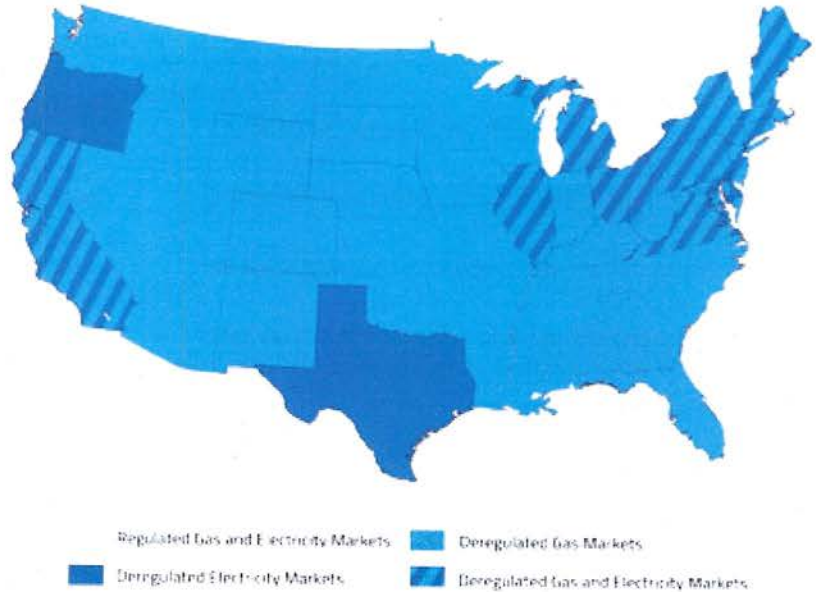 Regulated Gas and Electricity Markets
Deregulated Gas Markets
Deregulated Electricity Markets
Deregulated Gas and Electricity Markets